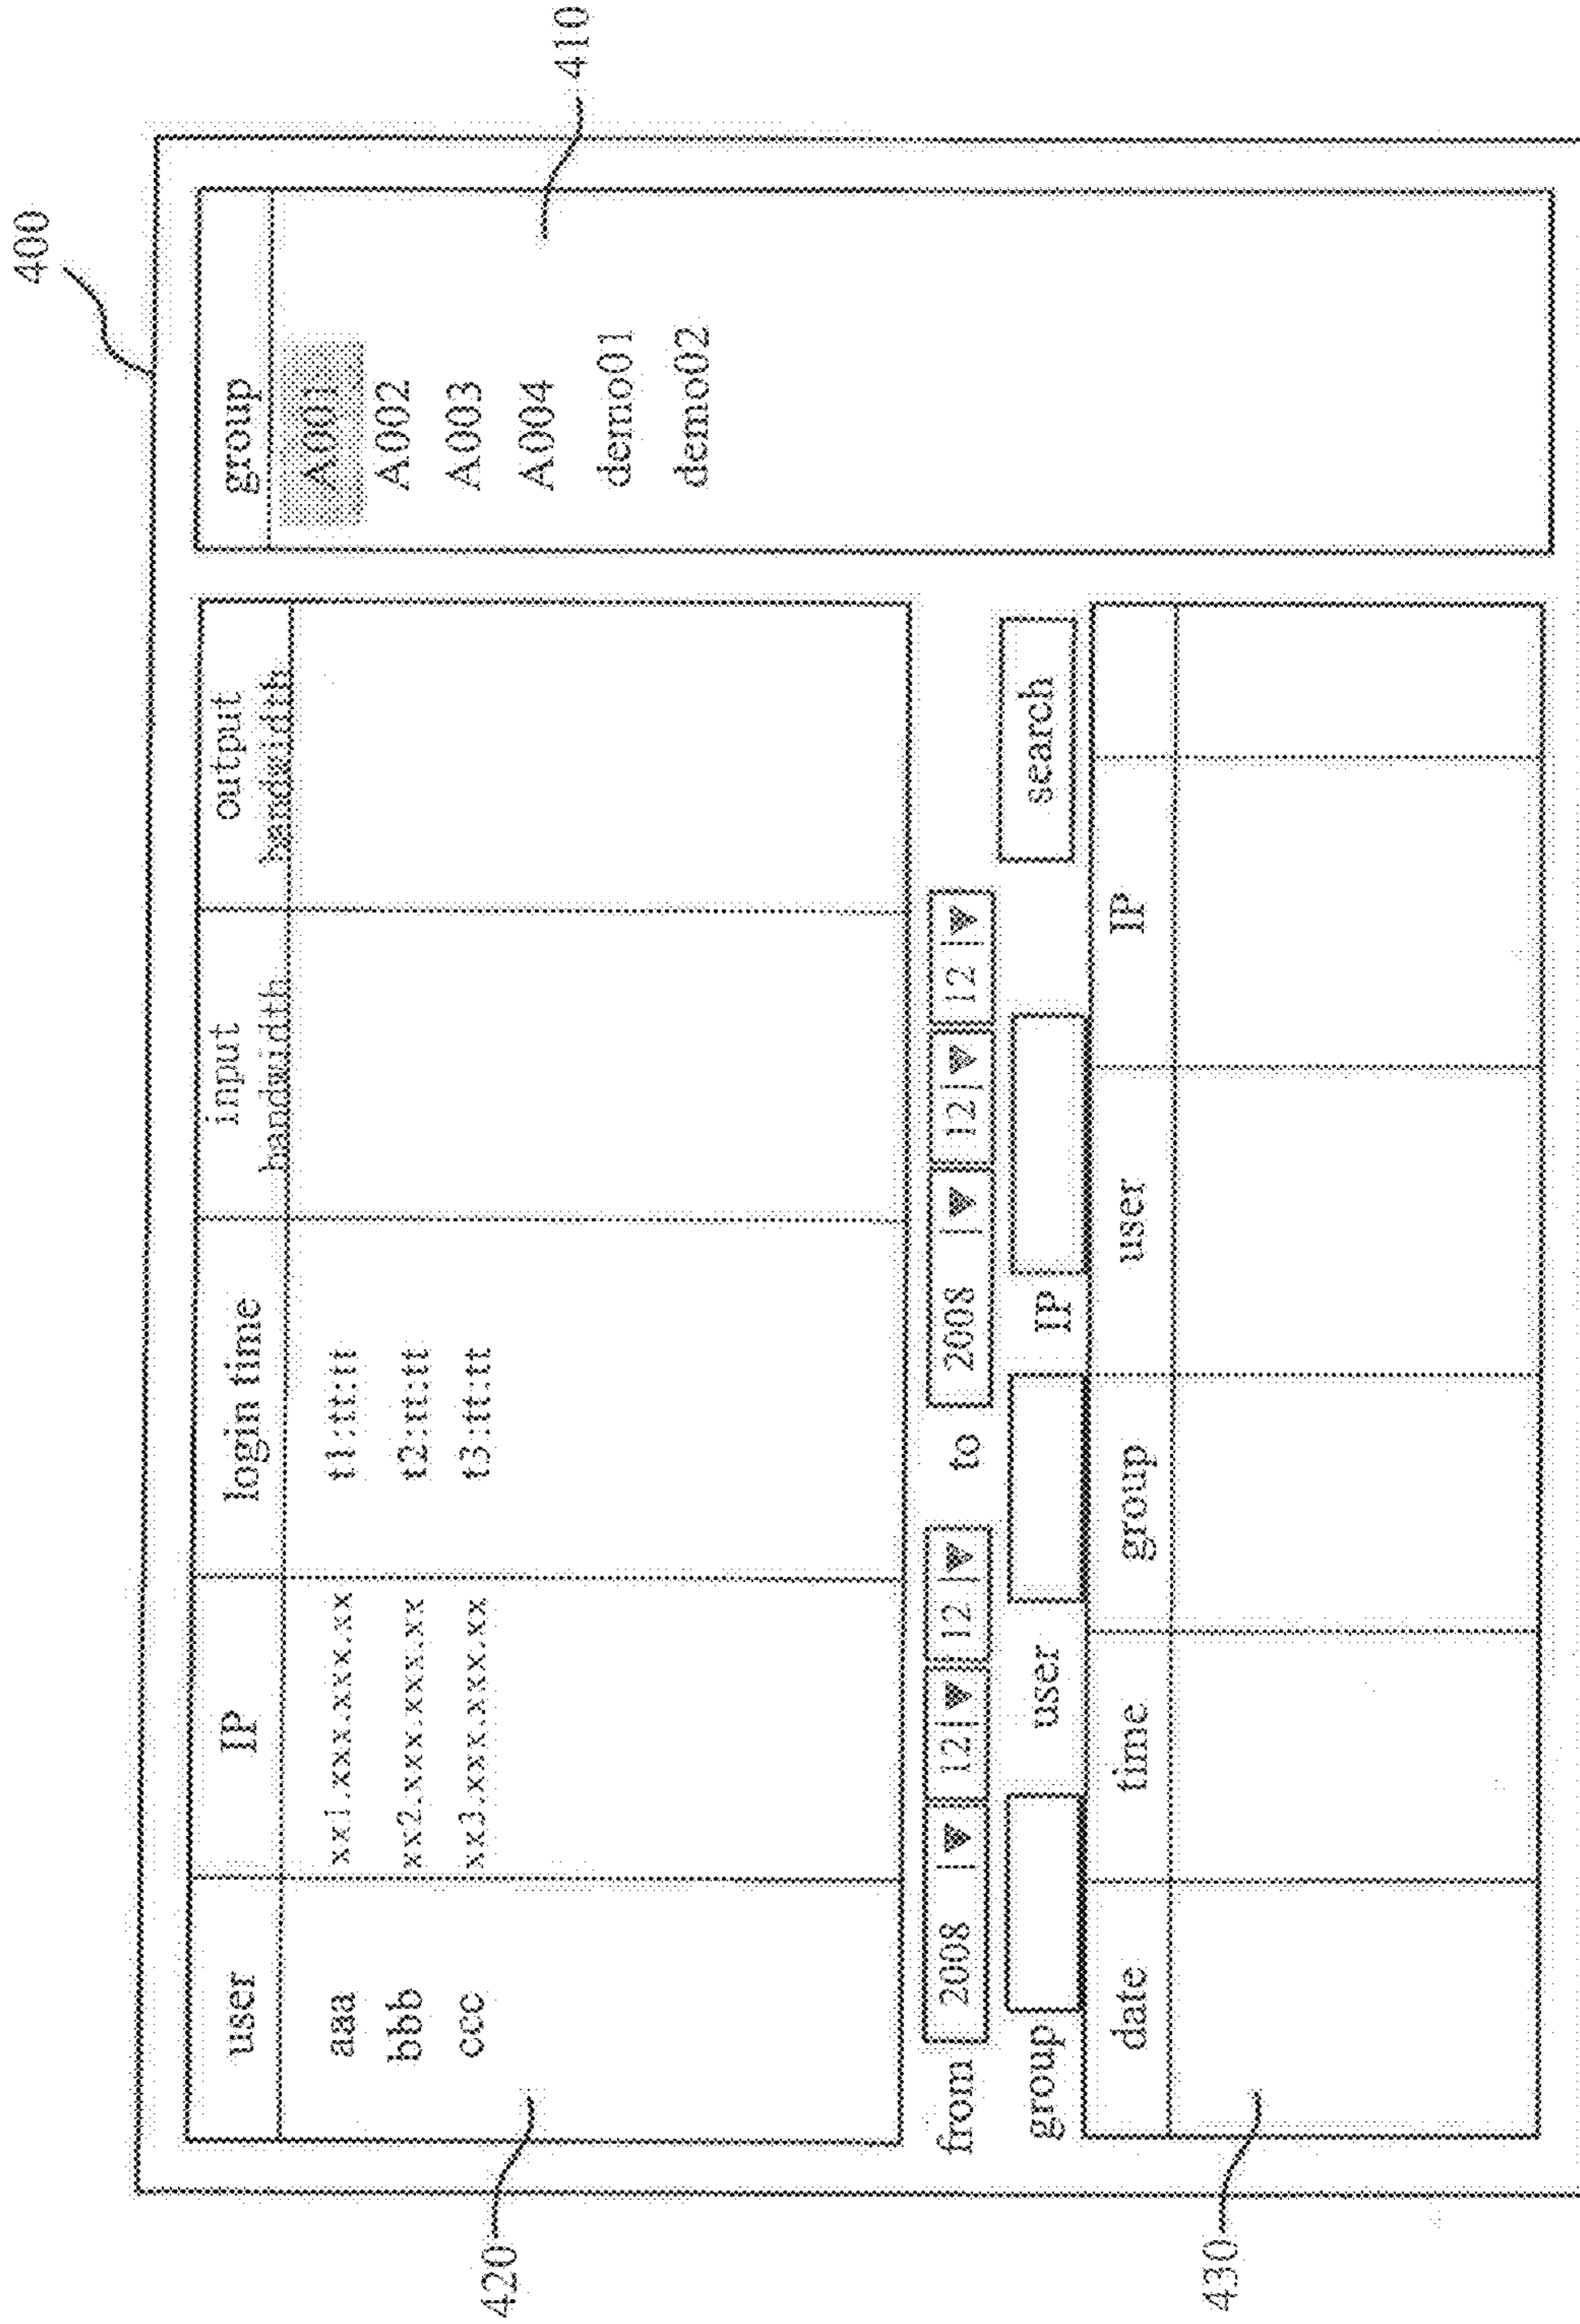 400
user IP login time input bandwidth output bandwidth
aaa xx1.xxx.xxx.xx t1:tt:tt
bbb xx2.xxx.xxx.xx t2:tt:tt
ccc xx3.xxx.xxx.xx t3:tt:tt
420
group
A001
A002
A003
A004
demo01
demo02
410
from 2008 12 12 to 2008 12 12
group user IP search
date time group user IP
430